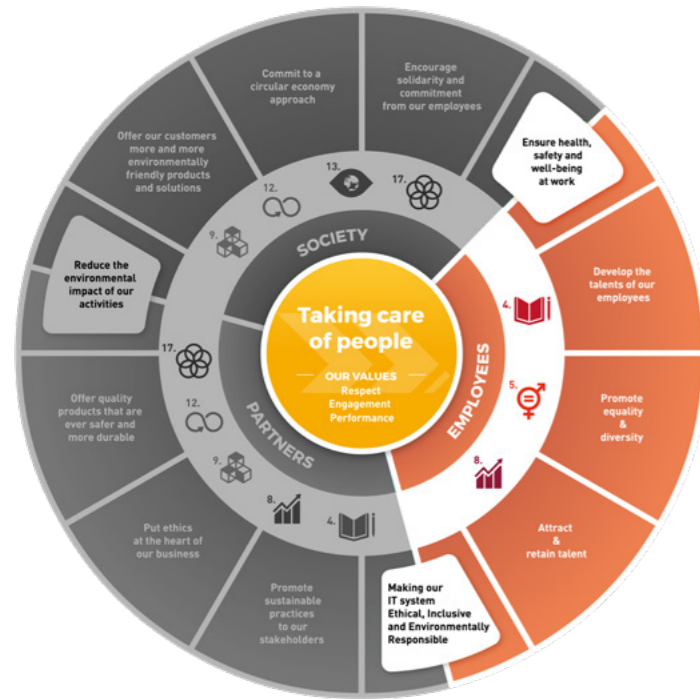 Commit to a
circular economy
approach
Encourage
solidarity and
commitment
from our employees
Ensure health,
safety and
well-being
at work
Develop the
talents of our
employees
Promote
equality
&
diversity
Attract
&
retain talent
Making our
IT system
Ethical, Inclusive
and Environmentally
Responsible
Promote
sustainable
practices
to our
stakeholders
Put ethics
at the heart of
our business
Offer quality
products that are
ever safer and
more durable
Reduce the
environmental
impact of our
activities
Offer our customers
more and more
environmentally
friendly products
and solutions
9.
12.
13.
17.
4.
5.
8.
4.
8.
9.
12.
17.
SOCIETY
EMPLOYEES
PARTNERS
Taking care
of people
OUR VALUES
Respect
Engagement
Performance